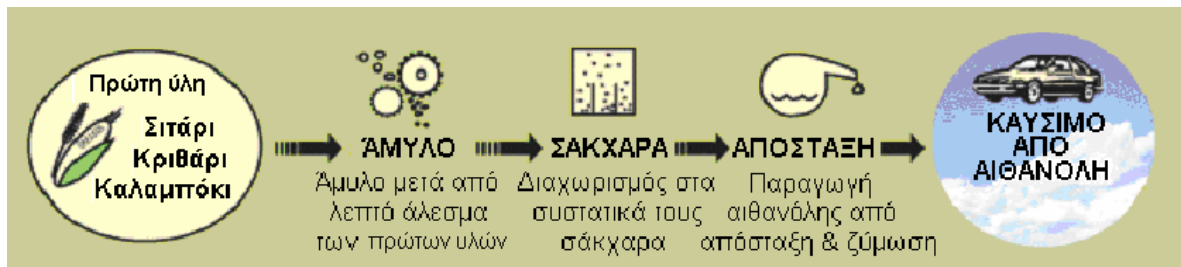 Πρώτη ύλη
Σιτάρι
Κριθάρι
Καλαμπόκι
ΆΜΥΛΟ
Άμυλο μετά από
λεπτό άλεσμα
των πρώτων υλών
ΣΑΚΧΑΡΑ
Διαχωρισμός στα
συστατικά τους
σάκχαρα
ΑΠΟΣΤΑΞΗ
Παραγωγή
αιθανόλης από
απόσταξη & ζύμωση
ΚΑΥΣΙΜΟ
ΑΠΟ
ΑΙΘΑΝΟΛΗ